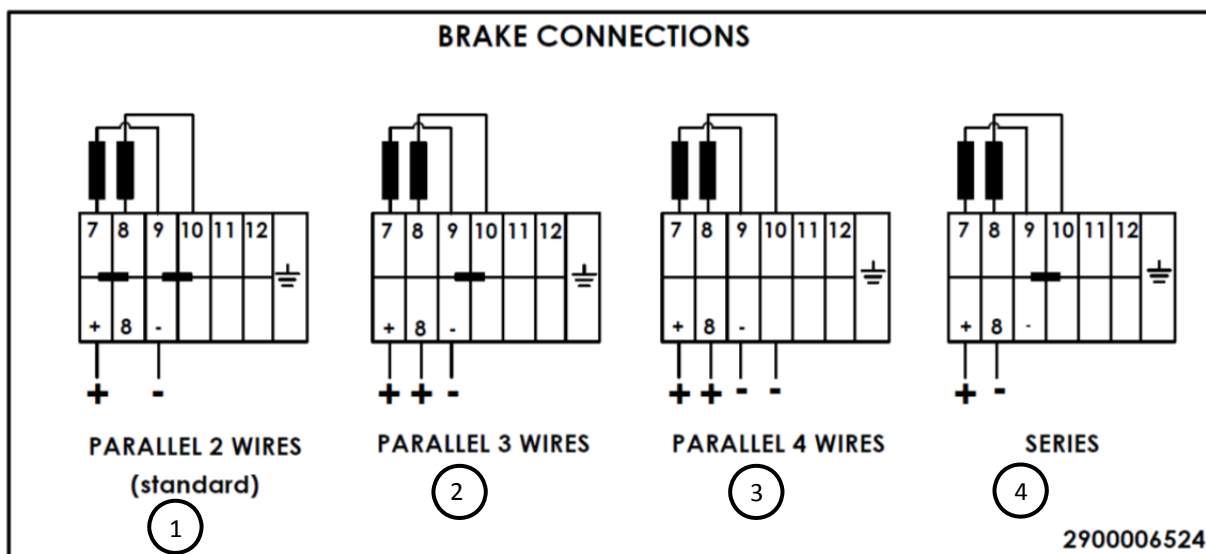 BRAKE CONNECTIONS
7 8 9 10 11 12
+ 8 -
+ -
PARALLEL 2 WIRES
(standard)
1
7 8 9 10 11 12
+ 8 -
+ + -
PARALLEL 3 WIRES
2
7 8 9 10 11 12
+ 8 -
+ + - -
PARALLEL 4 WIRES
3
7 8 9 10 11 12
+ 8 -
+ -
SERIES
4
2900006524